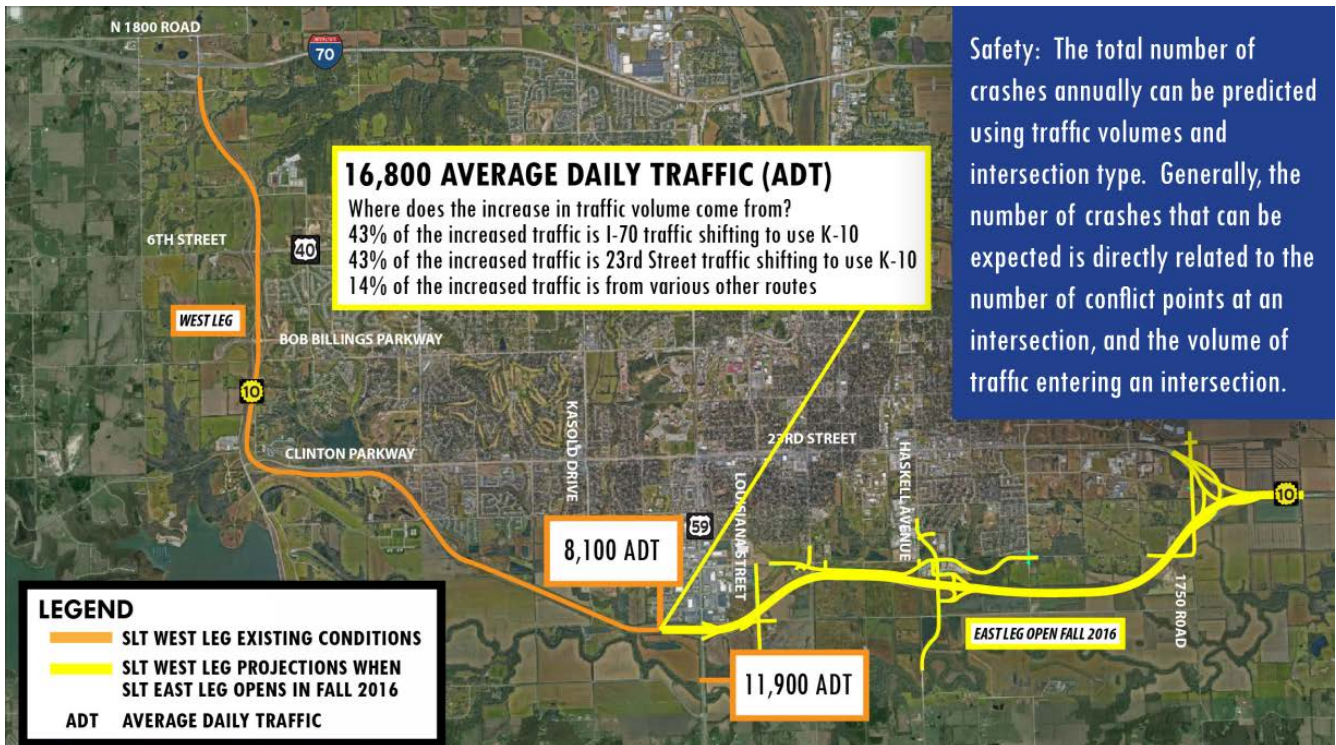 N 1800 ROAD
INTERSTATE
70
Safety: The total number of
crashes annually can be predicted
using traffic volumes and
intersection type. Generally, the
number of crashes that can be
expected is directly related to the
number of conflict points at an
intersection, and the volume of
traffic entering an intersection.
16,800 AVERAGE DAILY TRAFFIC (ADT)
Where does the increase in traffic volume come from?
43% of the increased traffic is I-70 traffic shifting to use K-10
43% of the increased traffic is 23rd Street traffic shifting to use K-10
14% of the increased traffic is from various other routes
6TH STREET
40
WEST LEG
BOB BILLINGS PARKWAY
10
KASOLD DRIVE
CLINTON PARKWAY
23RD STREET
LOUISIANA STREET
HASKELL AVENUE
10
59
8,100 ADT
1750 ROAD
EAST LEG OPEN FALL 2016
11,900 ADT
LEGEND
SLT WEST LEG EXISTING CONDITIONS
SLT WEST LEG PROJECTIONS WHEN
SLT EAST LEG OPENS IN FALL 2016
ADT AVERAGE DAILY TRAFFIC